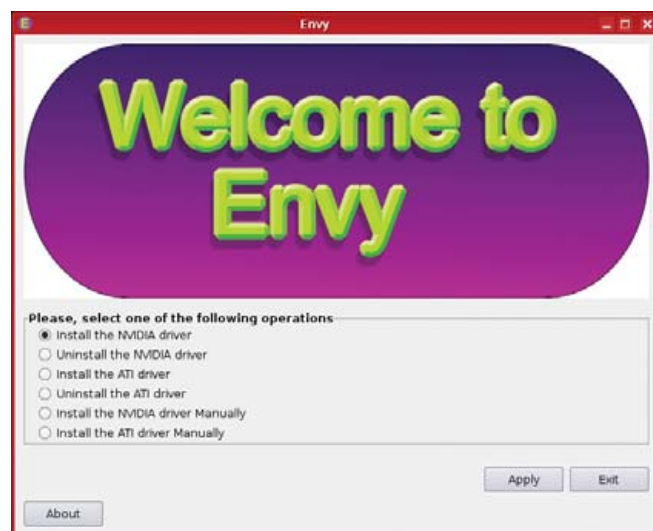 Envy
Welcome to
Envy
Please, select one of the following operations
Install the NVIDIA driver
Uninstall the NVIDIA driver
Install the ATI driver
Uninstall the ATI driver
Install the NVIDIA driver Manually
Install the ATI driver Manually
Apply Exit
About